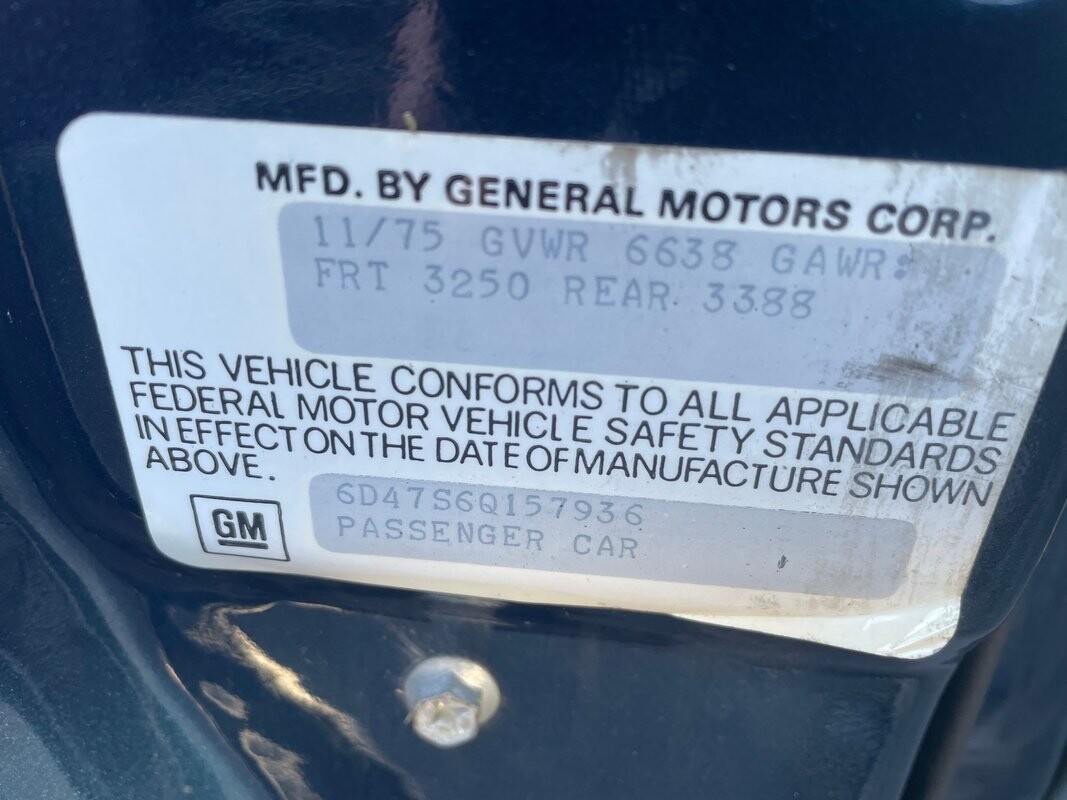 MFD. BY GENERAL MOTORS CORP.
11/75 GVWR 6638 GAWR:
FRT 3250 REAR 3388
THIS VEHICLE CONFORMS TO ALL APPLICABLE
FEDERAL MOTOR VEHICLE SAFETY STANDARDS
IN EFFECT ON THE DATE OF MANUFACTURE SHOWN
ABOVE.
6D47S6Q157936
PASSENGER CAR
GM